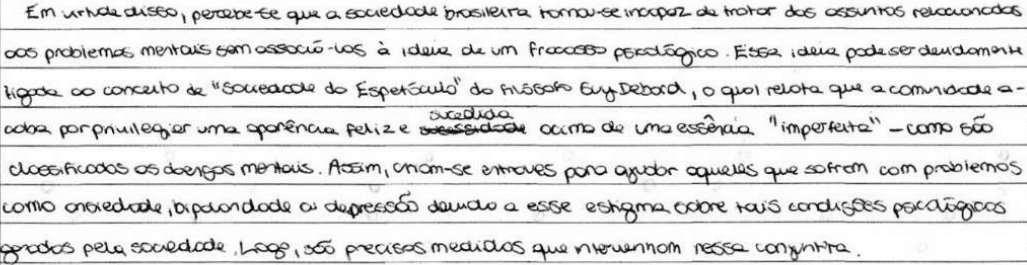 Em virtude disso, percebe-se que a sociedade brasileira tornou-se incapaz de tratar dos assuntos relacionados
aos problemas mentais sem associá-los à ideia de um fracasso psicológico. Essa ideia pode ser devidamente
ligada ao conceito de "Sociedade do Espetáculo" do filósofo Guy Debord, o qual relata que a comunidade a-
caba por privilegiar uma aparência feliz e sucedida acima de uma essência "imperfeita" – como são
classificados as doenças mentais. Assim, criam-se entraves para ajudar aqueles que sofrem com problemas
como ansiedade, bipolaridade ou depressão devido a esse estigma sobre tais condições psicológicas
gerados pela sociedade. Logo, são precisas medidas que intervenham nessa conjuntura.